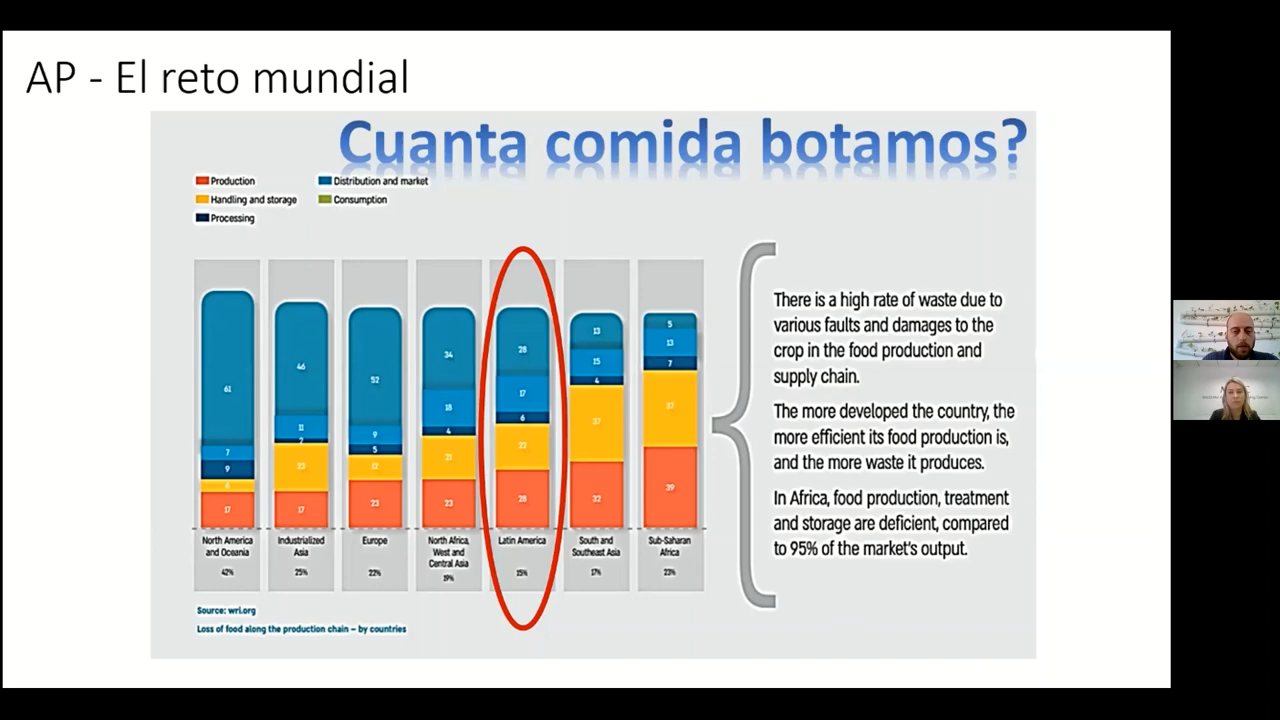 AP - El reto mundial
Cuanta comida botamos?
Production
Handling and storage
Processing
Distribution and market
Consumption
61
7
9
17
46
11
7
23
17
52
9
5
12
23
34
18
4
21
23
28
17
6
28
13
15
4
37
32
5
13
7
37
North America
and Oceania
42%
Industrialized
Asia
25%
Europe
22%
North Africa,
West and
Central Asia
19%
Latin America
15%
South and
Southeast Asia
17%
Sub-Saharan
Africa
23%
There is a high rate of waste due to
various faults and damages to the
crop in the food production and
supply chain.
The more developed the country, the
more efficient its food production is,
and the more waste it produces.
In Africa, food production, treatment
and storage are deficient, compared
to 95% of the market's output.
Source: wri.org
Loss of food along the production chain – by countries